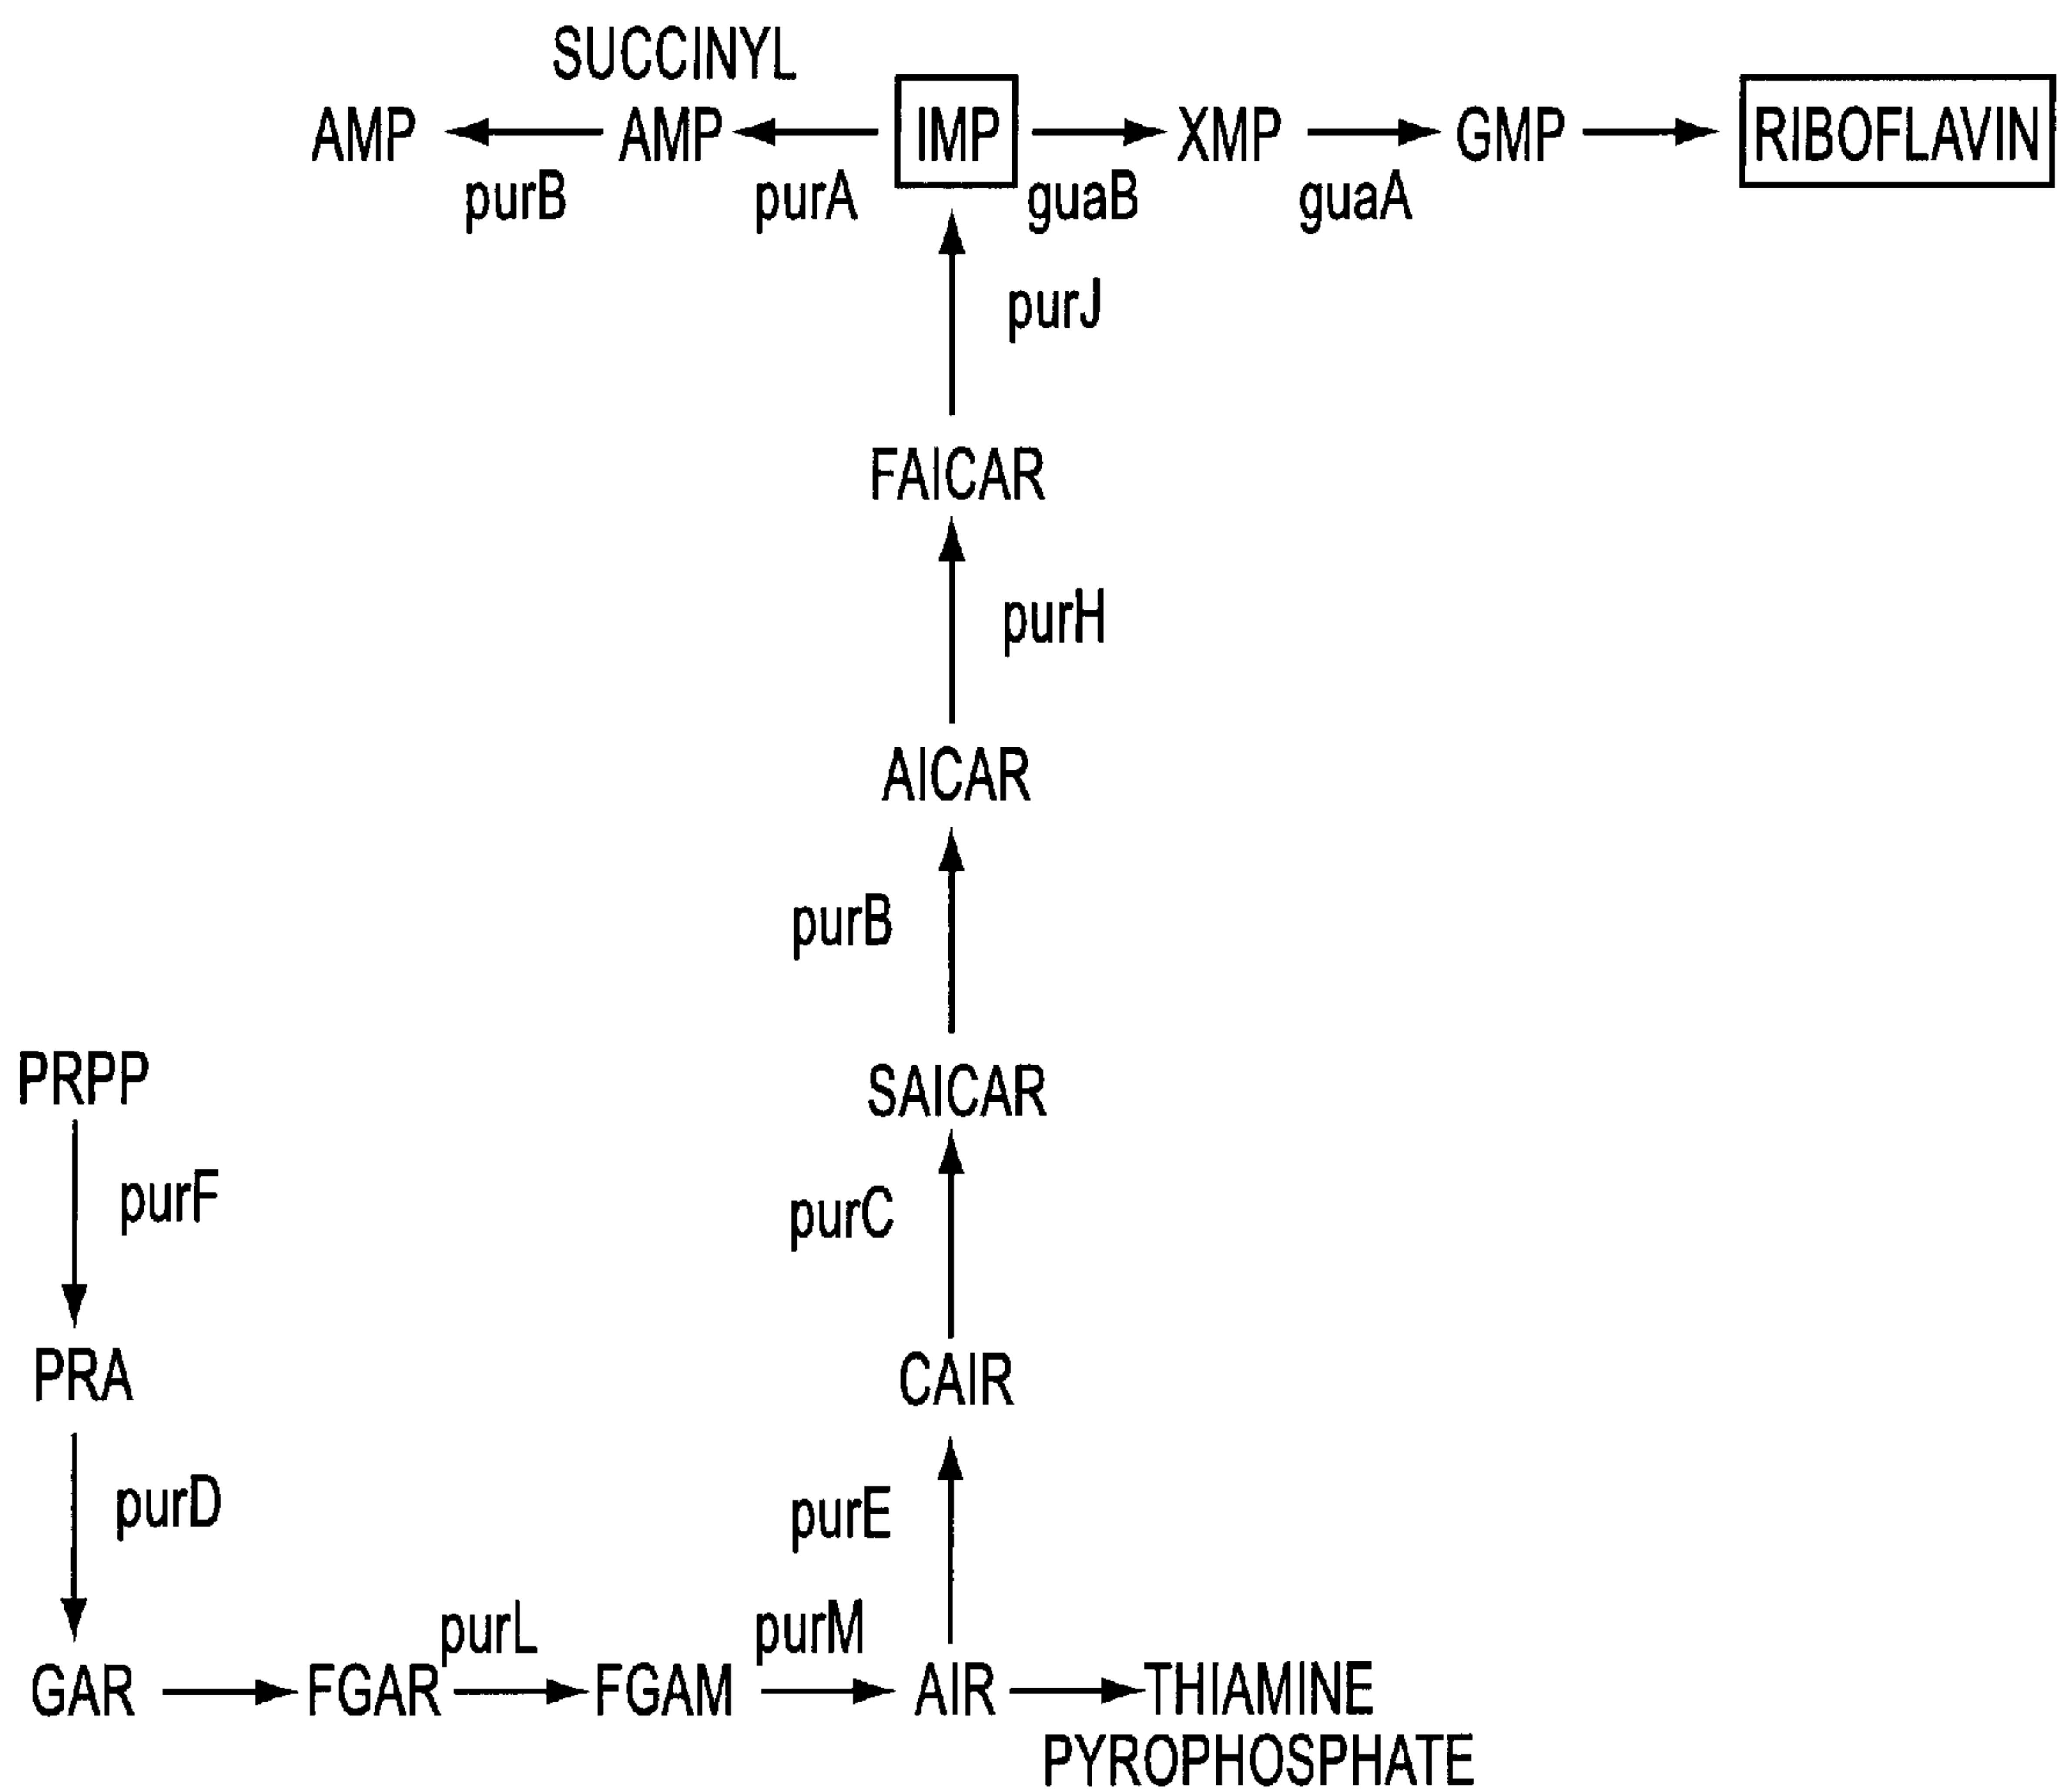 SUCCINYL
AMP
AMP
IMP
XMP
GMP
RIBOFLAVIN
purB
purA
guaB
guaA
purJ
FAICAR
purH
AICAR
purB
SAICAR
PRPP
purF
purC
PRA
CAIR
purD
purE
purL
purM
GAR
FGAR
FGAM
AIR
THIAMINE
PYROPHOSPHATE